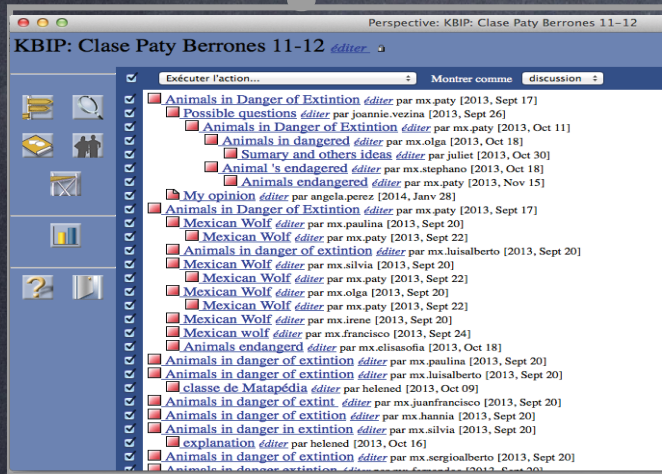 Perspective: KBIP: Clase Paty Berrones 11-12
KBIP: Clase Paty Berrones 11-12 éditer
Exécuter l'action... Montrer comme discussion
Animals in Danger of Extintion éditer par mx.paty [2013, Sept 17]
Possible questions éditer par joannie.vezina [2013, Sept 26]
Animals in Danger of Extintion éditer par mx.paty [2013, Oct 11]
Animals in dangered éditer par mx.olga [2013, Oct 18]
Sumary and others ideas éditer par juliet [2013, Oct 30]
Animal 's endagered éditer par mx.stephano [2013, Oct 18]
Animals endangered éditer par mx.paty [2013, Nov 15]
My opinion éditer par angela.perez [2014, Janv 28]
Animals in Danger of Extintion éditer par mx.paty [2013, Sept 17]
Mexican Wolf éditer par mx.paulina [2013, Sept 20]
Mexican Wolf éditer par mx.paty [2013, Sept 22]
Animals in danger of extintion éditer par mx.luisalberto [2013, Sept 20]
Mexican Wolf éditer par mx.silvia [2013, Sept 20]
Mexican Wolf éditer par mx.paty [2013, Sept 22]
Mexican Wolf éditer par mx.olga [2013, Sept 20]
Mexican Wolf éditer par mx.paty [2013, Sept 22]
Mexican Wolf éditer par mx.irene [2013, Sept 20]
Mexican wolf éditer par mx.francisco [2013, Sept 24]
Animals endangerd éditer par mx.elisasofia [2013, Oct 18]
Animals in danger of extintion éditer par mx.paulina [2013, Sept 20]
Animals in danger of extintion éditer par mx.luisalberto [2013, Sept 20]
classe de Matapédia éditer par helened [2013, Oct 09]
Animals in danger of extint éditer par mx.juanfrancisco [2013, Sept 20]
Animals in danger of extition éditer par mx.hannia [2013, Sept 20]
Animals in danger in extintion éditer par mx.silvia [2013, Sept 20]
explanation éditer par helened [2013, Oct 16]
Animals in danger of extintion éditer par mx.sergioalberto [2013, Sept 20]
Animals in danger extintion éditer par mx.fernandoa [2013, Sept 20]